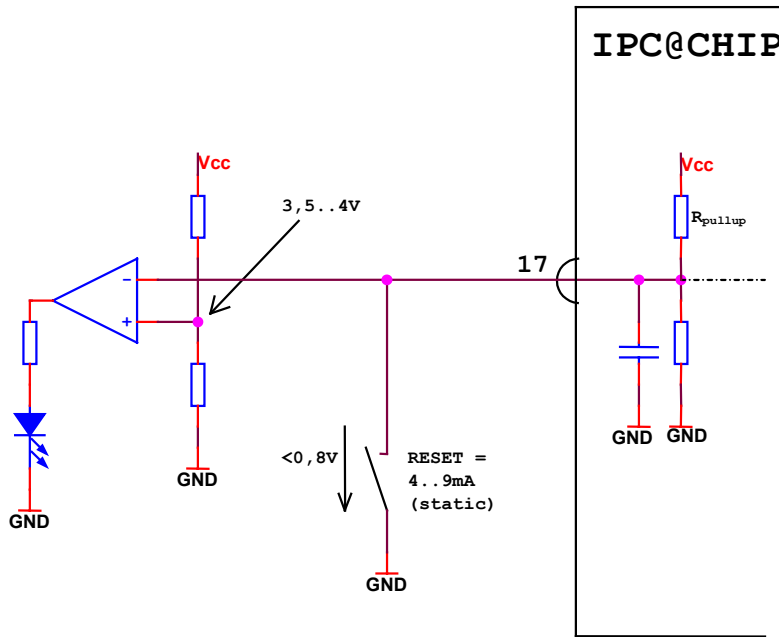 IPC@CHIP
Vcc
Vcc
3,5..4V
Rpullup
17
-
+
<0,8V
RESET =
4..9mA
(static)
GND
GND
GND
GND
GND